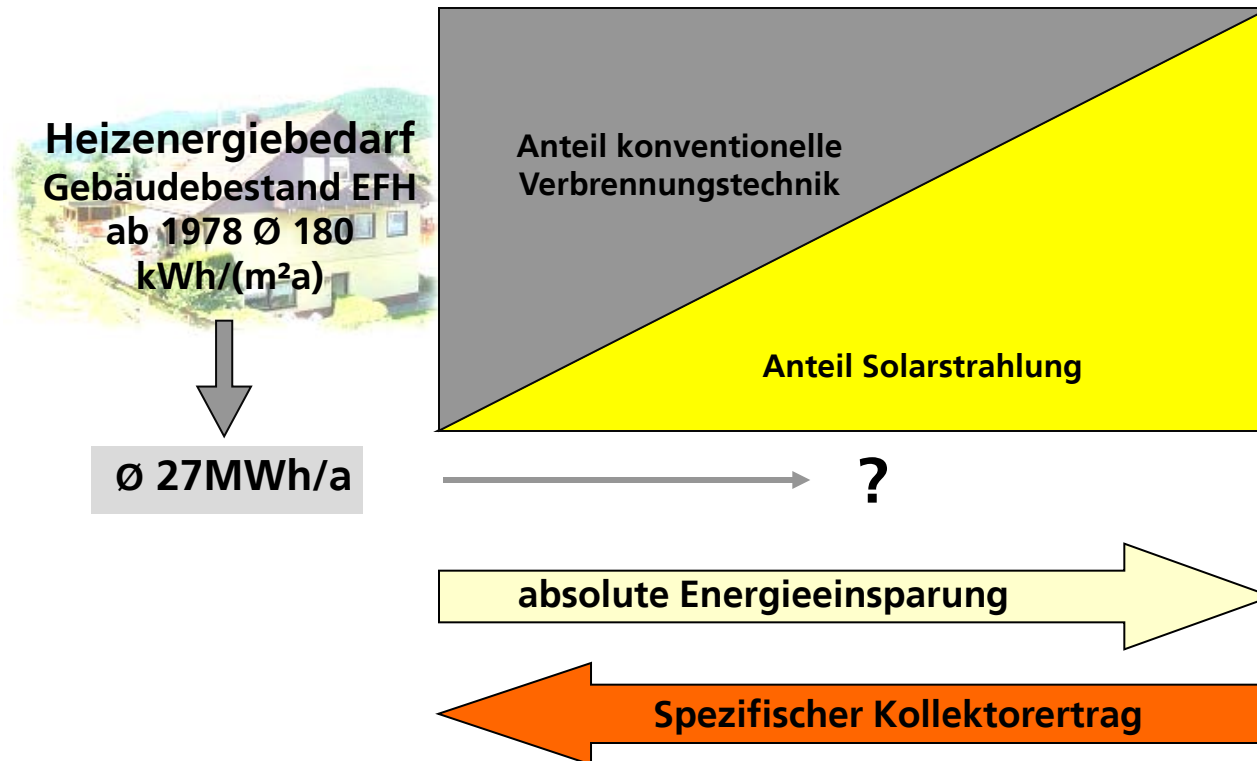 Heizenergiebedarf
Gebäudebestand EFH
ab 1978 Ø 180
kWh/(m²a)
Ø 27MWh/a
Anteil konventionelle
Verbrennungstechnik
Anteil Solarstrahlung
?
absolute Energieeinsparung
Spezifischer Kollektorertrag